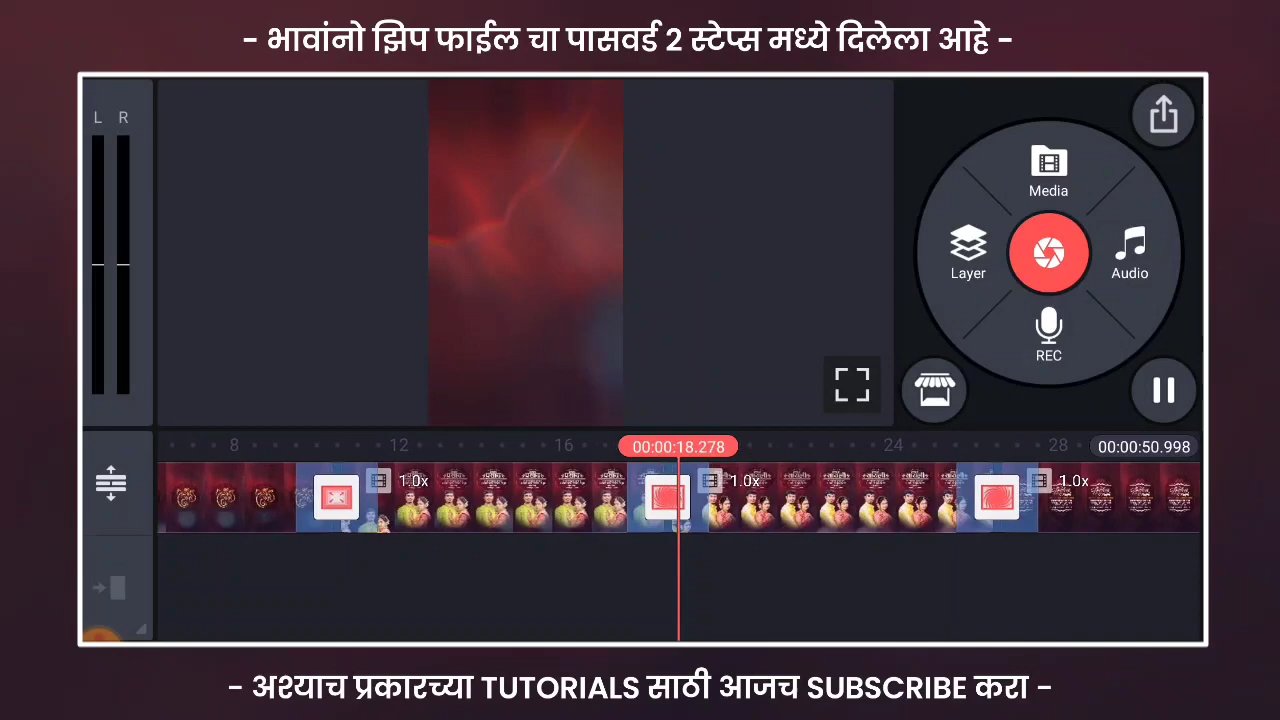 - भावांनो झिप फाईल चा पासवर्ड 2 स्टेप्स मध्ये दिलेला आहे -
L R
Media
Layer
Audio
REC
8 12 16 00:00:18.278 24 28 00:00:50.998
1.0x 1.0x 1.0x
- अश्याच प्रकारच्या TUTORIALS साठी आजच SUBSCRIBE करा -